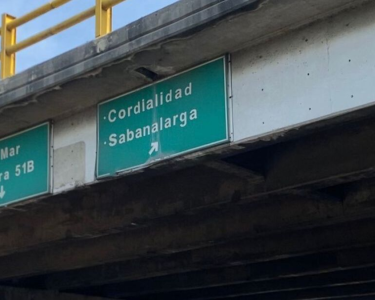 Mar
ra 51B
·Cordialidad
·Sabanalarga